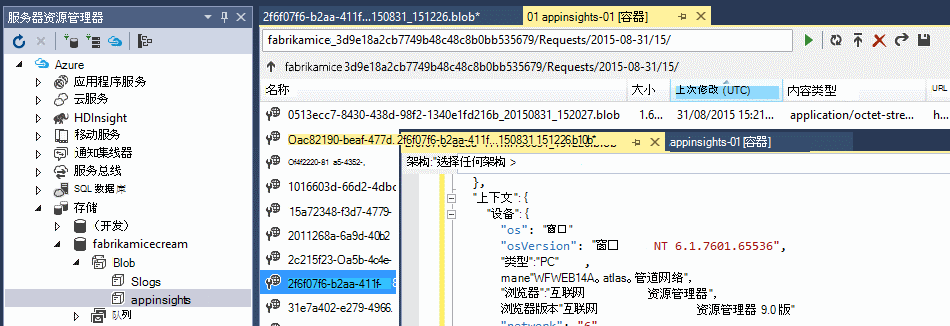 服务器资源管理器
Azure
应用程序服务
云服务
HDInsight
移动服务
通知集线器
服务总线
SQL 数据库
存储
（开发）
fabrikamicecream
Blob
Slogs
appinsights
队列
2f6f07f6-b2aa-411f...150831_151226.blob*
01 appinsights-01 [容器]
fabrikamice_3d9e18a2cb7749b48c48c8b0bb535679/Requests/2015-08-31/15/
fabrikamice 3d9e18a2cb7749b48c48c8b0bb535679/Requests/2015-08-31/15/
名称 大小 上次修改 (UTC) 内容类型 URL
0513ecc7-8430-438d-98f2-1340e1fd216b_20150831_152027.blob 1.6... 31/08/2015 15:21... application/octet-stre... h...
Oac82190-beaf-477d. 2f6f07f6-b2aa-411f...150831 151226.b10b*
appinsights-01 [容器]
Of4f2220-81 a5-4352-,
1016603d-66d2-4dbc
15a72348-f3d7-4779-
2011268a-6a9d-40b2
2c215f23-Oa5b-4c4e-
2f6f07f6-b2aa-411f-
31e7a402-e279-4966.
架构:"选择任何架构 >
},
"上下文": {
"设备": {
"os": "窗口"
"osVersion": "窗口 NT 6.1.7601.65536",
"类型":"PC" ,
mane"WFWEB14A。atlas。管道网络",
"浏览器":"互联网 资源管理器",
浏览器版本"互联网 资源管理器 9.0 版"
"network": "6"